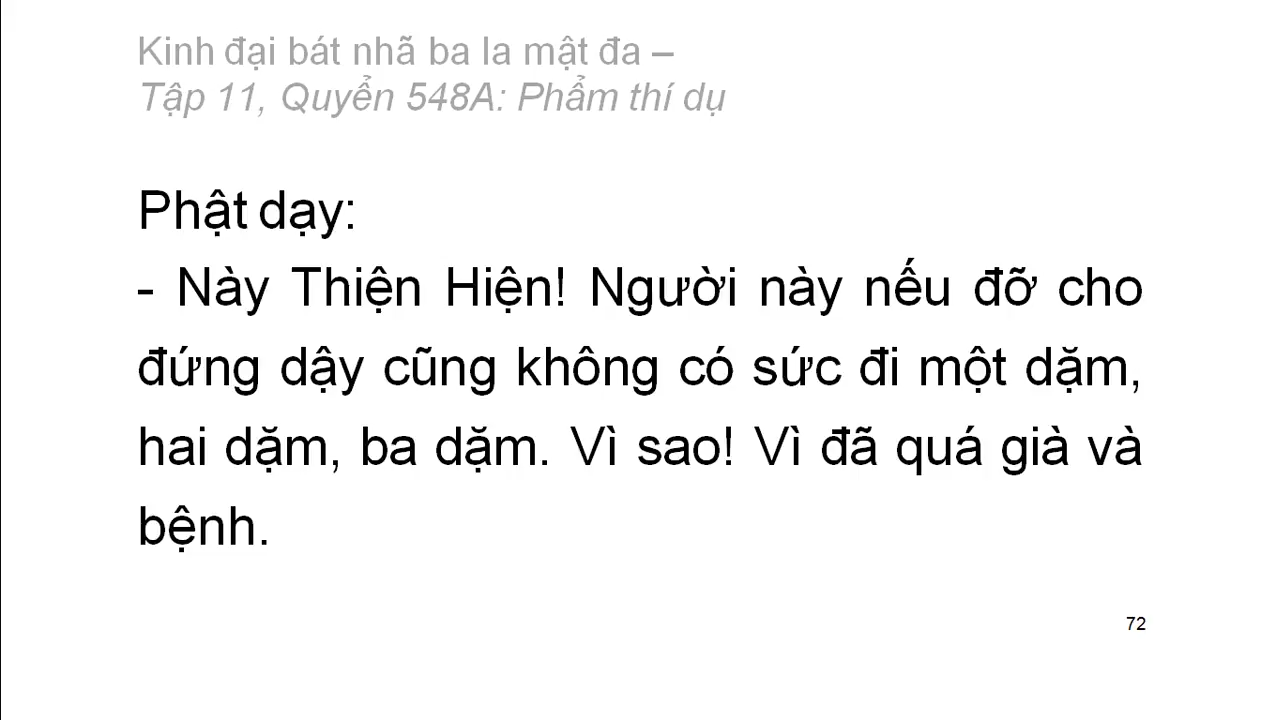 Kinh đại bát nhã ba la mật đa –
Tập 11, Quyển 548A: Phẩm thí dụ
Phật dạy:
- Này Thiện Hiện! Người này nếu đỡ cho
đứng dậy cũng không có sức đi một dặm,
hai dặm, ba dặm. Vì sao! Vì đã quá già và
bệnh.
72